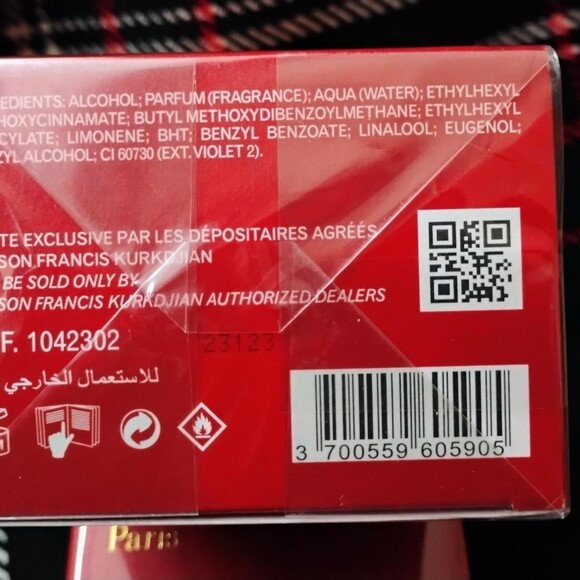 EDIENTS: ALCOHOL; PARFUM (FRAGRANCE); AQUA (WATER); ETHYLHEXYL
HOXYCINNAMATE; BUTYL METHOXYDIBENZOYLMETHANE; ETHYLHEXYL
CYLATE; LIMONENE; BHT; BENZYL BENZOATE; LINALOOL; EUGENOL;
ZYL ALCOHOL; CI 60730 (EXT. VIOLET 2).
TE EXCLUSIVE PAR LES DÉPOSITAIRES AGRÉÉS
SON FRANCIS KURKDJIAN
BE SOLD ONLY BY
SON FRANCIS KURKDJIAN AUTHORIZED DEALERS
F. 1042302
23123
للاستعمال الخارجي
3 700559 605905
Paris